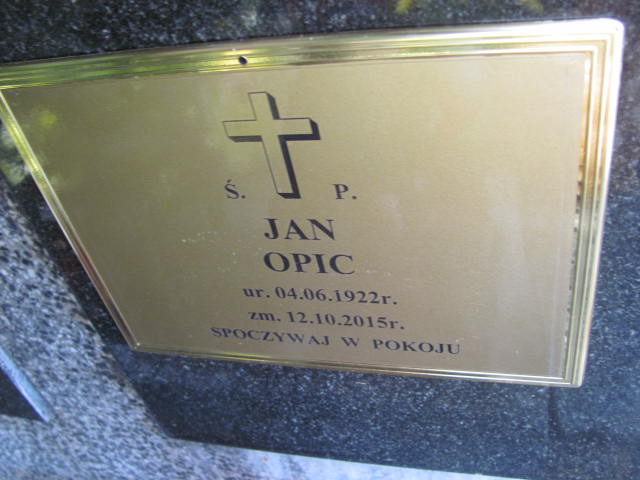 Ś. P.
JAN
OPIC
ur. 04.06.1922r.
zm. 12.10.2015r.
SPOCZYWAJ W POKOJU